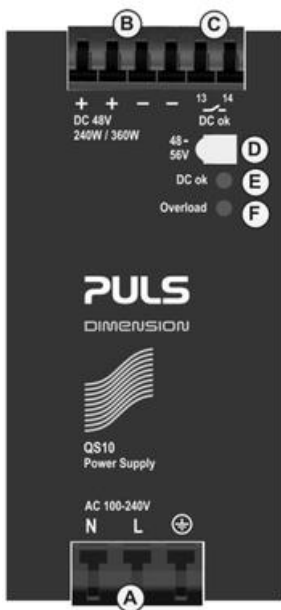 B C
+ + − − 13 14
DC 48V DC ok
240W / 360W
48-
56V D
DC ok E
Overload F
PULS
DIMENSION
QS10
Power Supply
AC 100-240V
N L
A